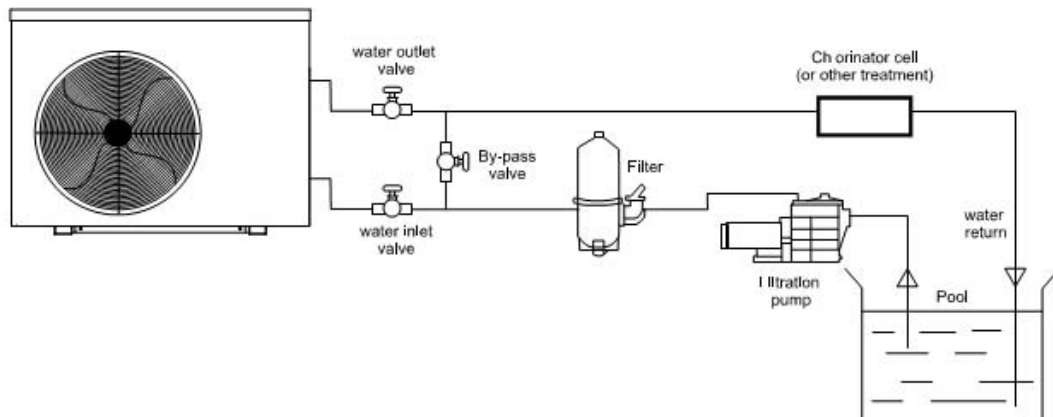 water outlet
valve
Ch orinator cell
(or other treatment)
By-pass
valve
Filter
water inlet
valve
water
return
I iltration
pump
Pool